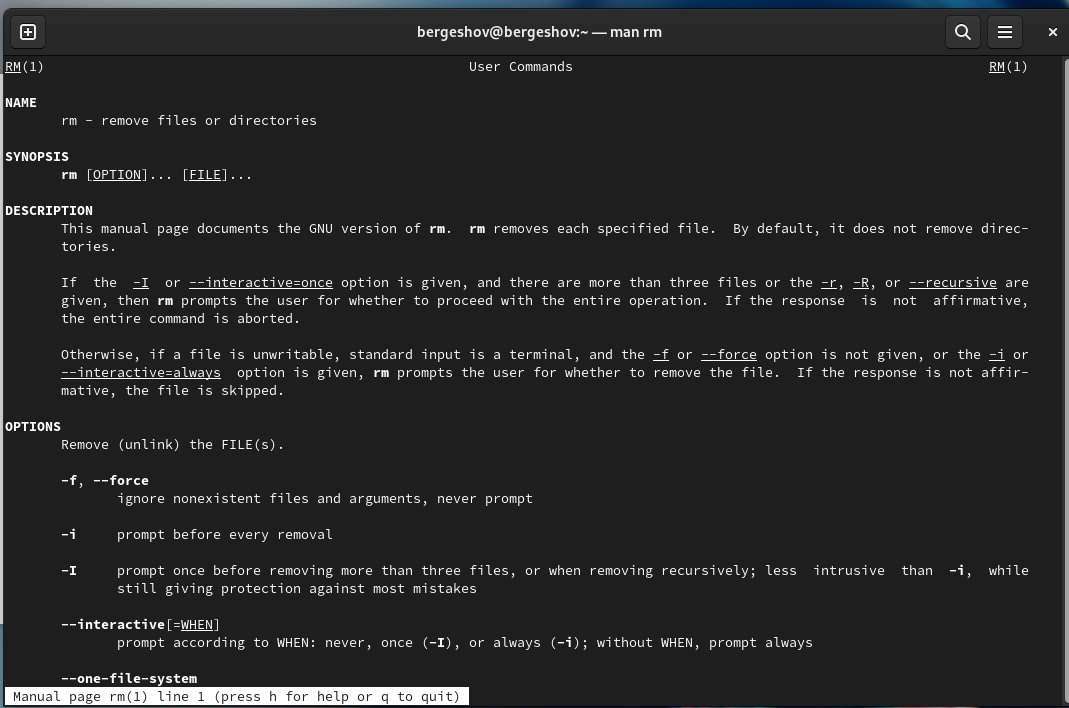 bergeshov@bergeshov:~ — man rm
RM(1) User Commands RM(1)
NAME
rm - remove files or directories
SYNOPSIS
rm [OPTION]... [FILE]...
DESCRIPTION
This manual page documents the GNU version of rm.  rm removes each specified file.  By default, it does not remove direc-
tories.
If  the  -I  or --interactive=once option is given, and there are more than three files or the -r, -R, or --recursive are
given, then rm prompts the user for whether to proceed with the entire operation.  If the response  is  not  affirmative,
the entire command is aborted.
Otherwise, if a file is unwritable, standard input is a terminal, and the -f or --force option is not given, or the -i or
--interactive=always  option is given, rm prompts the user for whether to remove the file.  If the response is not affir-
mative, the file is skipped.
OPTIONS
Remove (unlink) the FILE(s).
-f, --force
ignore nonexistent files and arguments, never prompt
-i     prompt before every removal
-I     prompt once before removing more than three files, or when removing recursively; less  intrusive  than  -i,  while
still giving protection against most mistakes
--interactive[=WHEN]
prompt according to WHEN: never, once (-I), or always (-i); without WHEN, prompt always
--one-file-system
Manual page rm(1) line 1 (press h for help or q to quit)